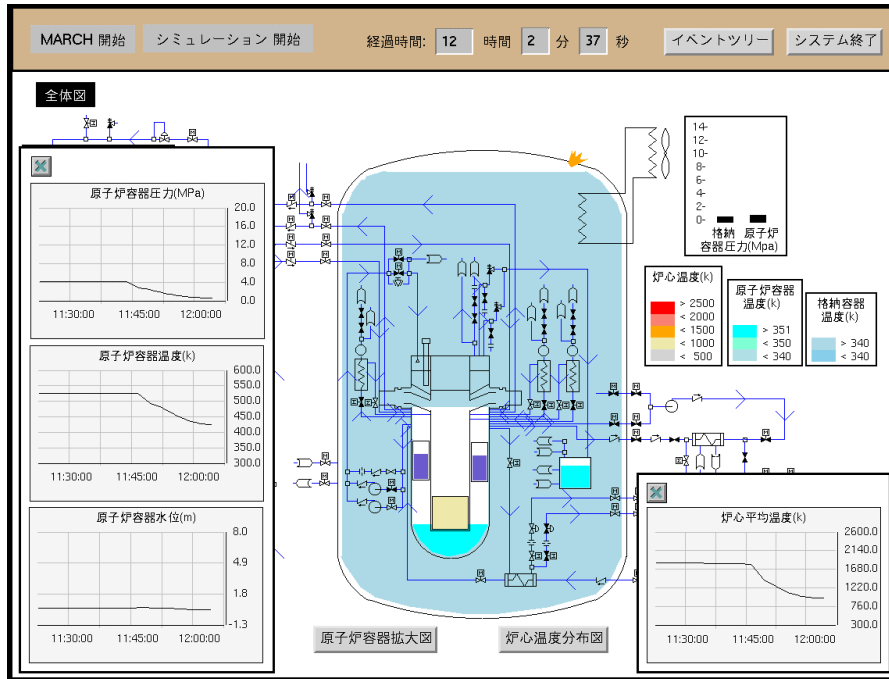 MARCH 開始 シミュレーション 開始 経過時間: 12 時間 2 分 37 秒 イベントツリー システム終了
全体図
原子炉容器圧力(MPa)
20.0
16.0
12.0
8.0
4.0
0.0
11:30:00 11:45:00 12:00:00
原子炉容器温度(k)
600.0
550.0
500.0
450.0
400.0
350.0
300.0
11:30:00 11:45:00 12:00:00
原子炉容器水位(m)
8.0
4.9
1.8
-1.3
11:30:00 11:45:00 12:00:00
14-
12-
10-
8-
6-
4-
2-
0-
格納 原子炉
容器圧力(Mpa)
炉心温度(k)
> 2500
< 2000
< 1500
< 1000
< 500
原子炉容器
温度(k)
> 351
< 350
< 340
格納容器
温度(k)
> 340
< 340
炉心平均温度(k)
2600.0
2140.0
1680.0
1220.0
760.0
300.0
11:30:00 11:45:00 12:00:00
原子炉容器拡大図 炉心温度分布図